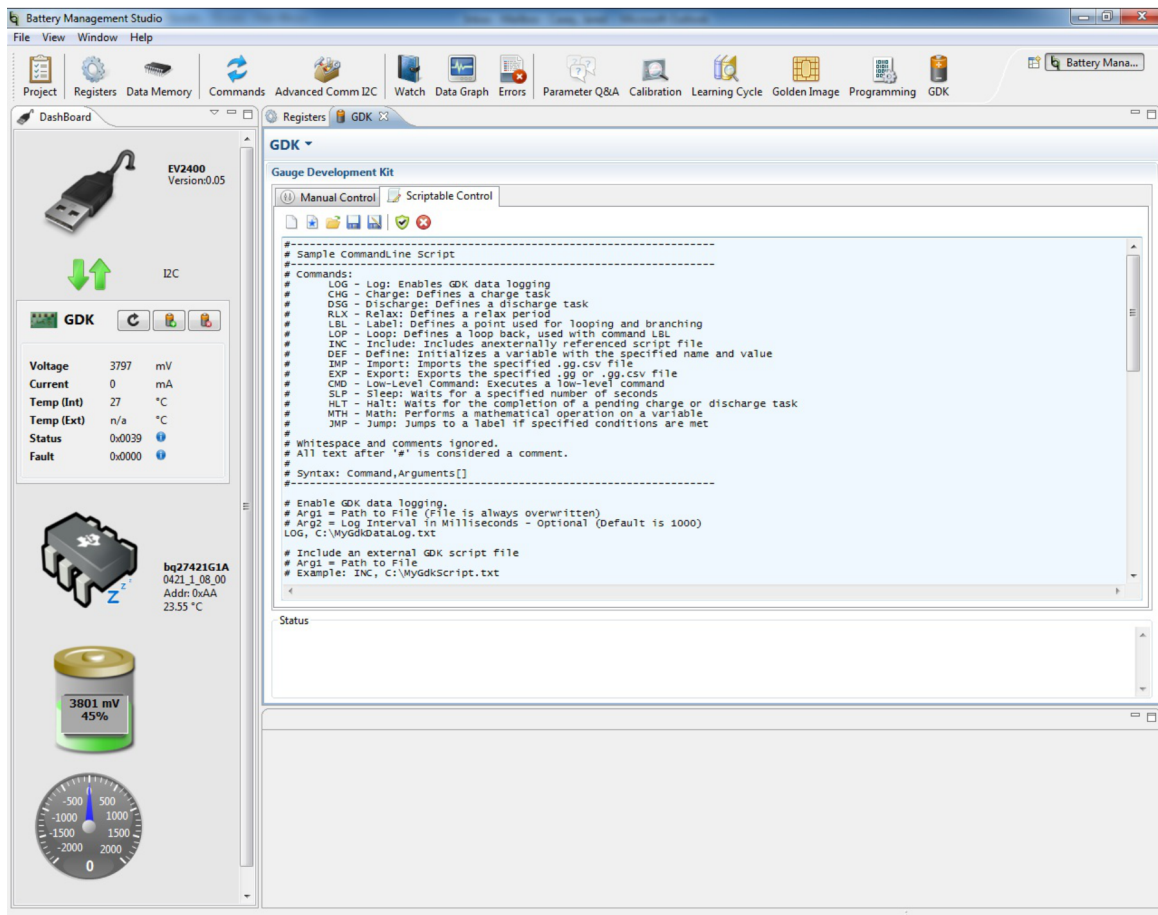 Battery Management Studio
File View Window Help
Project Registers Data Memory Commands Advanced Comm I2C Watch Data Graph Errors Parameter Q&A Calibration Learning Cycle Golden Image Programming GDK
Battery Mana...
DashBoard
EV2400
Version:0.05
I2C
GDK
Voltage 3797 mV
Current 0 mA
Temp (Int) 27 °C
Temp (Ext) n/a °C
Status 0x0039
Fault 0x0000
z z z
bq27421G1A
0421_1_08_00
Addr: 0xAA
23.55 °C
3801 mV
45%
0
-500 500
-1000 1000
-1500 1500
-2000 2000
0
Registers GDK
GDK
Gauge Development Kit
Manual Control Scriptable Control
#-------------------------------------------------------------------
# Sample CommandLine Script
#-------------------------------------------------------------------
# Commands:
# LOG - Log: Enables GDK data logging
# CHG - Charge: Defines a charge task
# DSG - Discharge: Defines a discharge task
# RLX - Relax: Defines a relax period
# LBL - Label: Defines a point used for looping and branching
# LOP - Loop: Defines a loop back, used with command LBL
# INC - Include: Includes anexternally referenced script file
# DEF - Define: Initializes a variable with the specified name and value
# IMP - Import: Imports the specified .gg.csv file
# EXP - Export: Exports the specified .gg or .gg.csv file
# CMD - Low-Level Command: Executes a low-level command
# SLP - Sleep: Waits for a specified number of seconds
# HLT - Halt: Waits for the completion of a pending charge or discharge task
# MTH - Math: Performs a mathematical operation on a variable
# JMP - Jump: Jumps to a label if specified conditions are met
#
# Whitespace and comments ignored.
# All text after '#' is considered a comment.
#
# Syntax: Command,Arguments[]
#-------------------------------------------------------------------
# Enable GDK data logging.
# Arg1 = Path to File (File is always overwritten)
# Arg2 = Log Interval in Milliseconds - Optional (Default is 1000)
LOG, C:\MyGdkDataLog.txt
# Include an external GDK script file
# Arg1 = Path to File
# Example: INC, C:\MyGdkScript.txt
Status